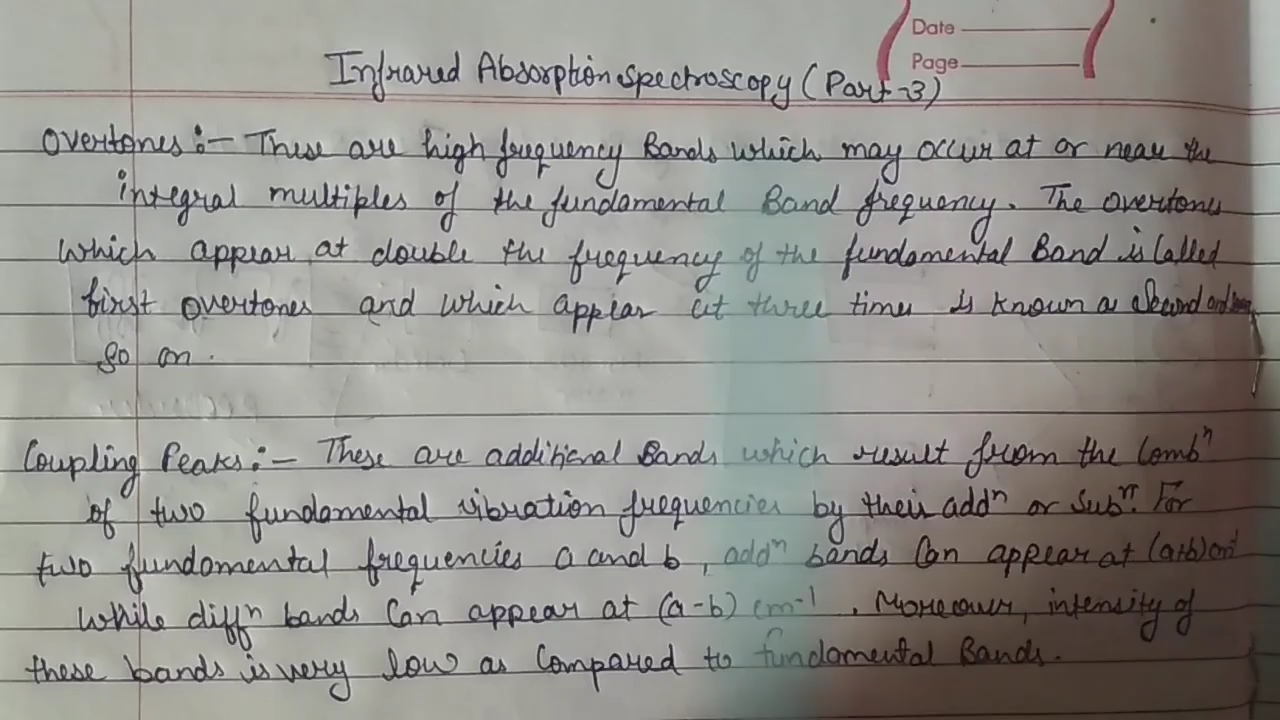 Date
Page
Infrared Absorption Spectroscopy (Part-3)
Overtones :- These are high frequency Bands which may occur at or near the
integral multiples of the fundamental Band frequency. The overtones
which appear at double the frequency of the fundamental Band is Called
first overtones and which appear at three times is known as Second and
so on.
Coupling Peaks :- These are additional Bands which result from the Combⁿ
of two fundamental vibration frequencies by their addⁿ or Subⁿ. For
two fundamental frequencies a and b, addⁿ bands Can appear at (a+b) cm⁻¹
while diffⁿ bands Can appear at (a-b) cm⁻¹. Moreover, intensity of
these bands is very low as Compared to fundamental Bands.